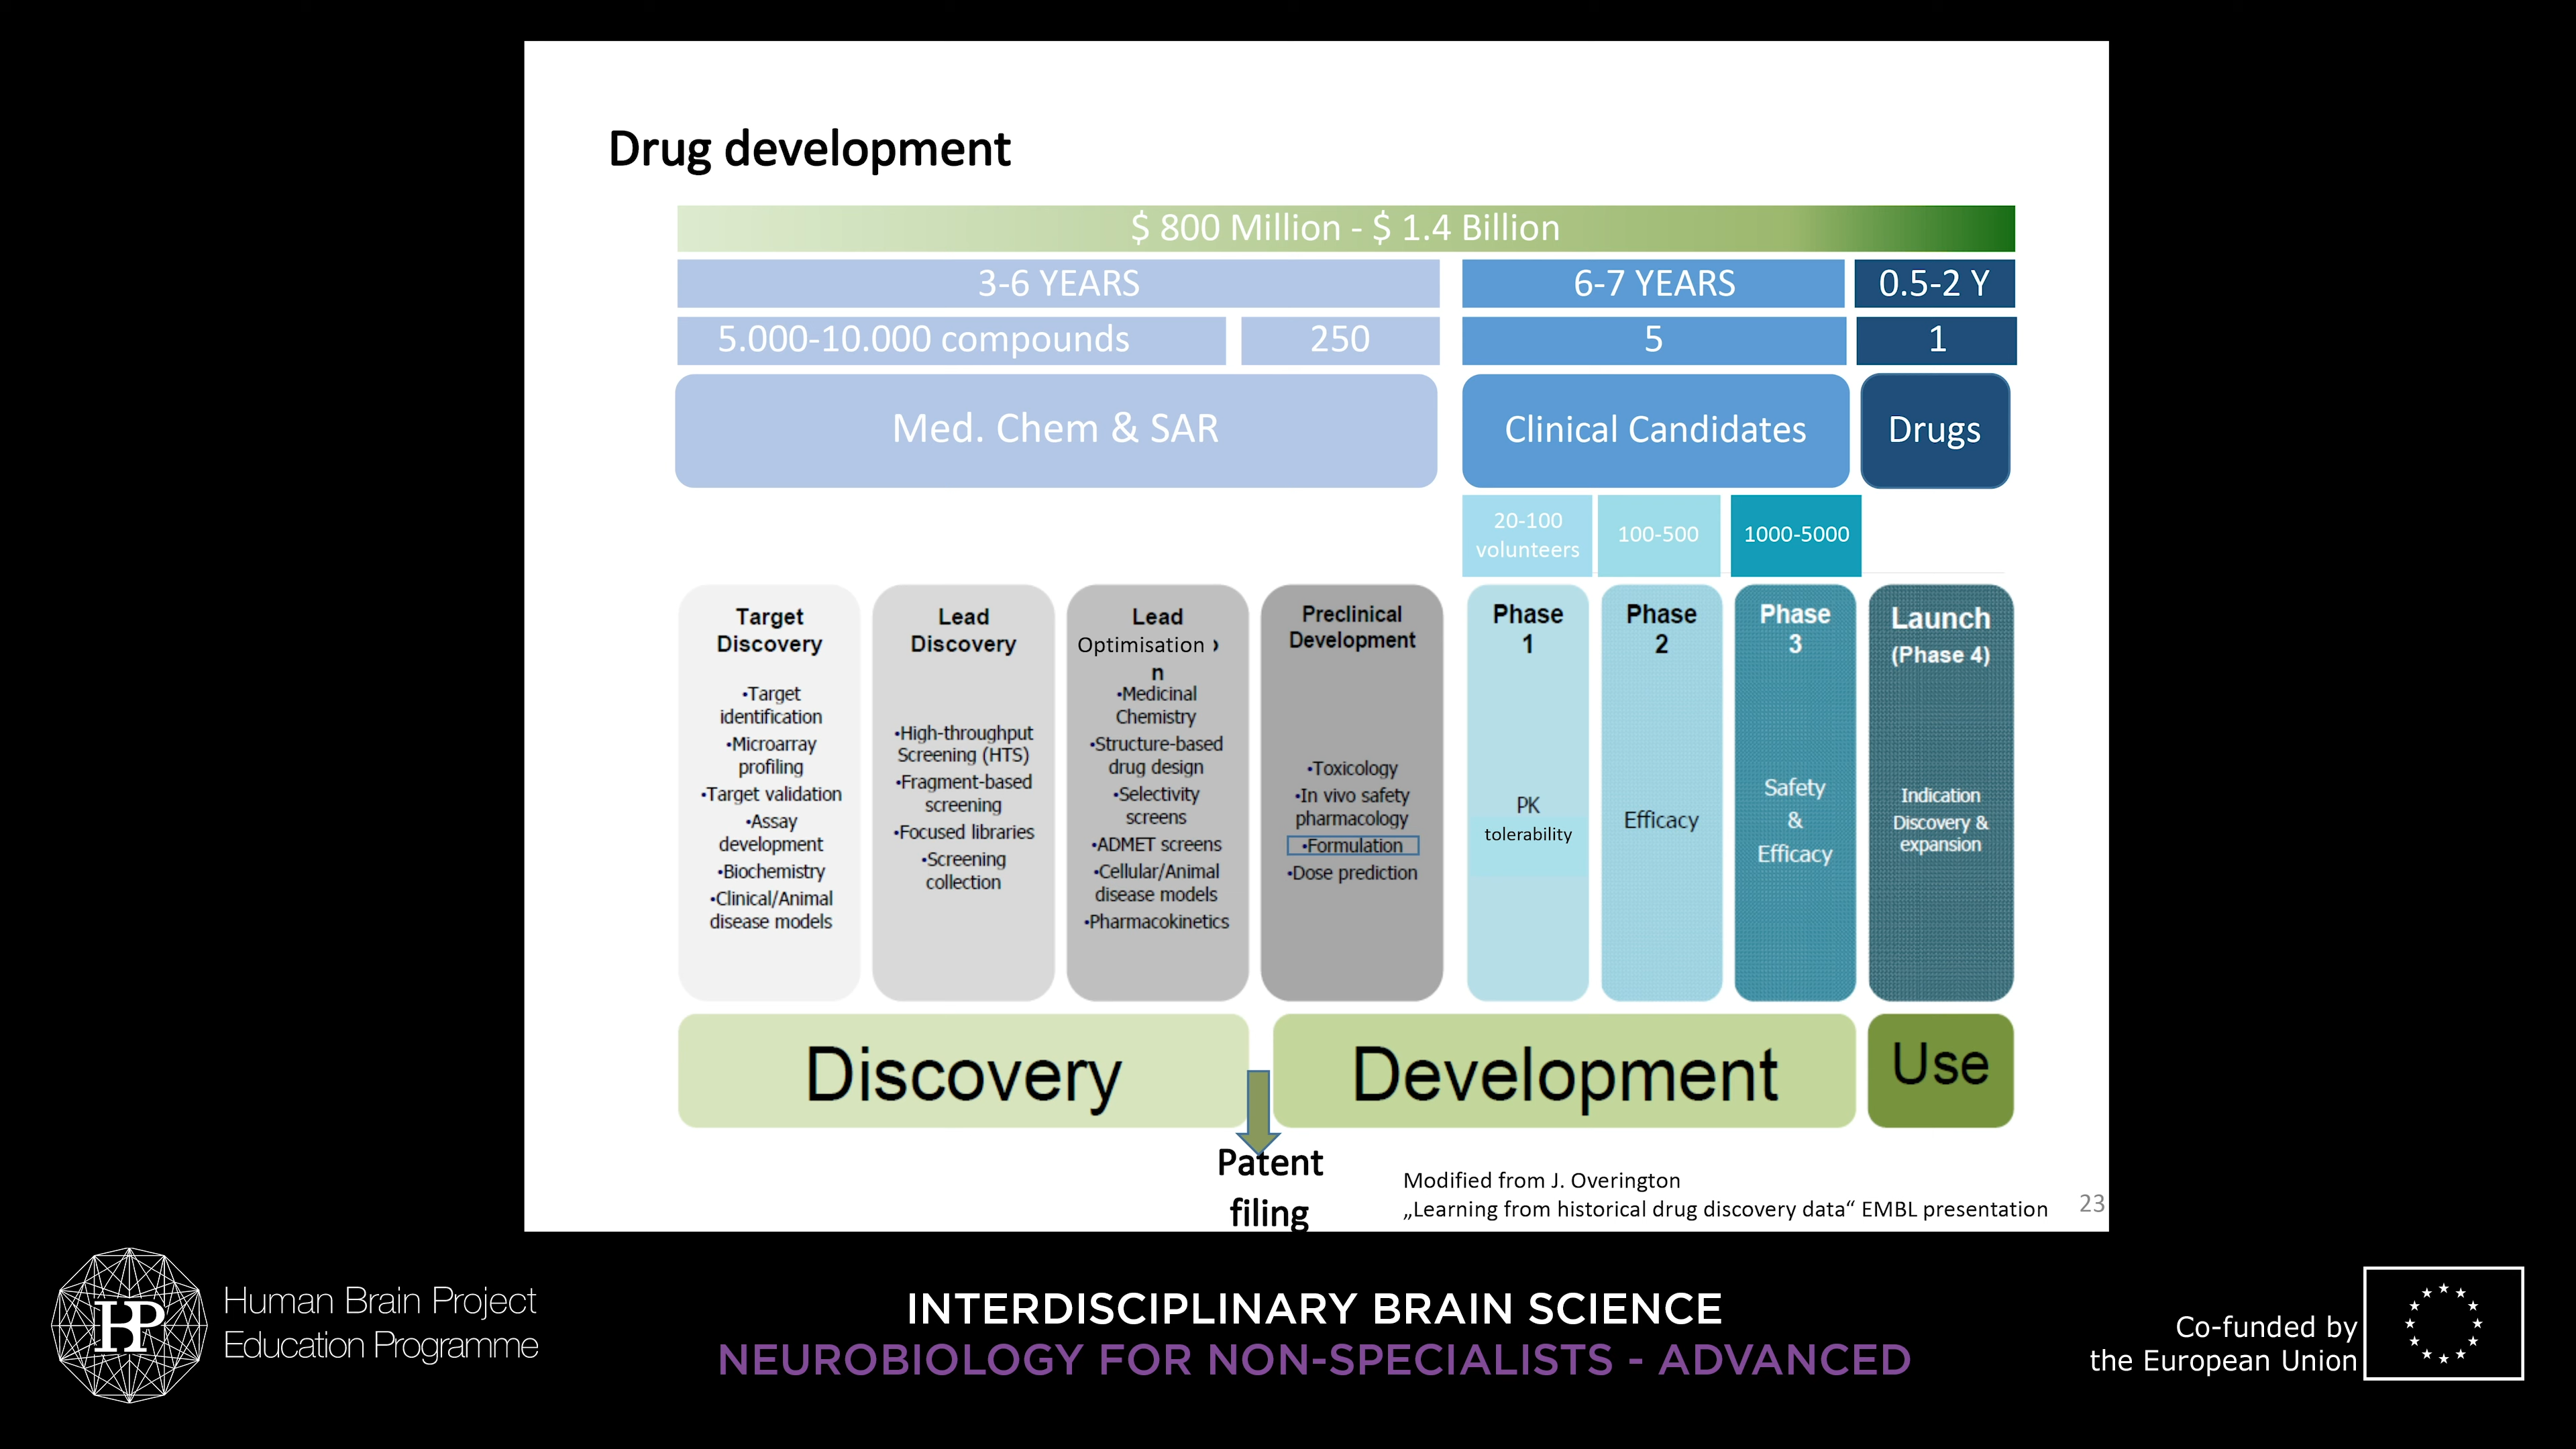 Drug development
$ 800 Million - $ 1.4 Billion
3-6 YEARS
6-7 YEARS
0.5-2 Y
5.000-10.000 compounds
250
5
1
Med. Chem & SAR
Clinical Candidates
Drugs
20-100
volunteers
100-500
1000-5000
Target
Discovery
•Target
identification
•Microarray
profiling
•Target validation
•Assay
development
•Biochemistry
•Clinical/Animal
disease models
Lead
Discovery
•High-throughput
Screening (HTS)
•Fragment-based
screening
•Focused libraries
•Screening
collection
Lead
Optimisation
n
•Medicinal
Chemistry
•Structure-based
drug design
•Selectivity
screens
•ADMET screens
•Cellular/Animal
disease models
•Pharmacokinetics
Preclinical
Development
•Toxicology
•In vivo safety
pharmacology
•Formulation
•Dose prediction
Phase
1
PK
tolerability
Phase
2
Efficacy
Phase
3
Safety
&
Efficacy
Launch
(Phase 4)
Indication
Discovery &
expansion
Discovery
Development
Use
Patent
filing
Modified from J. Overington
„Learning from historical drug discovery data“ EMBL presentation
23
HBP
Human Brain Project
Education Programme
INTERDISCIPLINARY BRAIN SCIENCE
NEUROBIOLOGY FOR NON-SPECIALISTS - ADVANCED
Co-funded by
the European Union